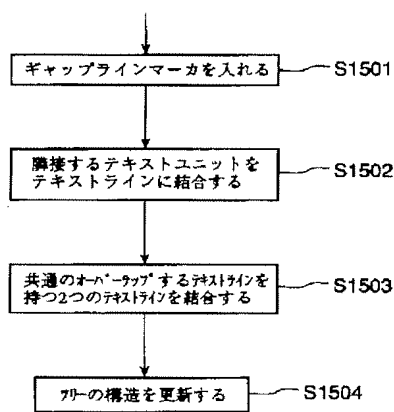 ギャップラインマーカを入れる
S1501
隣接するテキストユニットを
テキストラインに結合する
S1502
共通のオーバーラップするテキストラインを
持つ2つのテキストラインを結合する
S1503
ツリーの構造を更新する
S1504